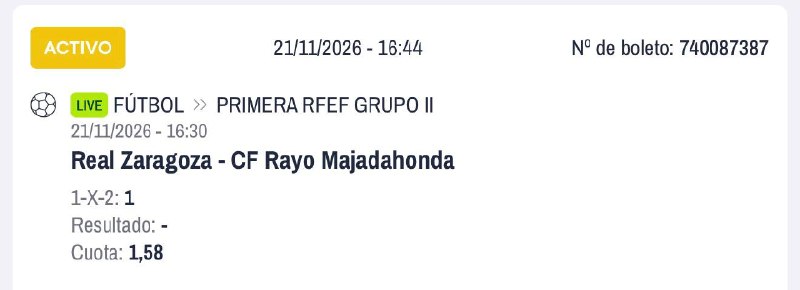 ACTIVO 21/11/2026 - 16:44 Nº de boleto: 740087387
LIVE FÚTBOL >> PRIMERA RFEF GRUPO II
21/11/2026 - 16:30
Real Zaragoza - CF Rayo Majadahonda
1-X-2: 1
Resultado: -
Cuota: 1,58